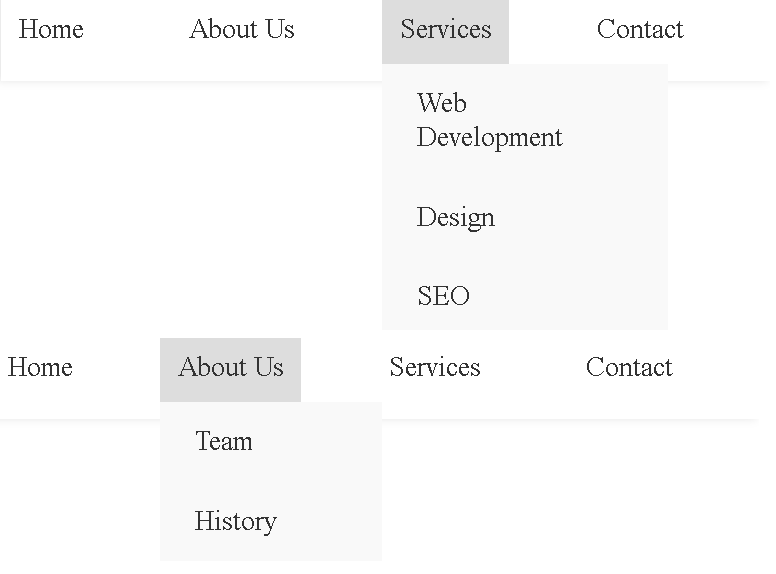 Home About Us Services Contact
Web
Development
Design
SEO
Home About Us Services Contact
Team
History